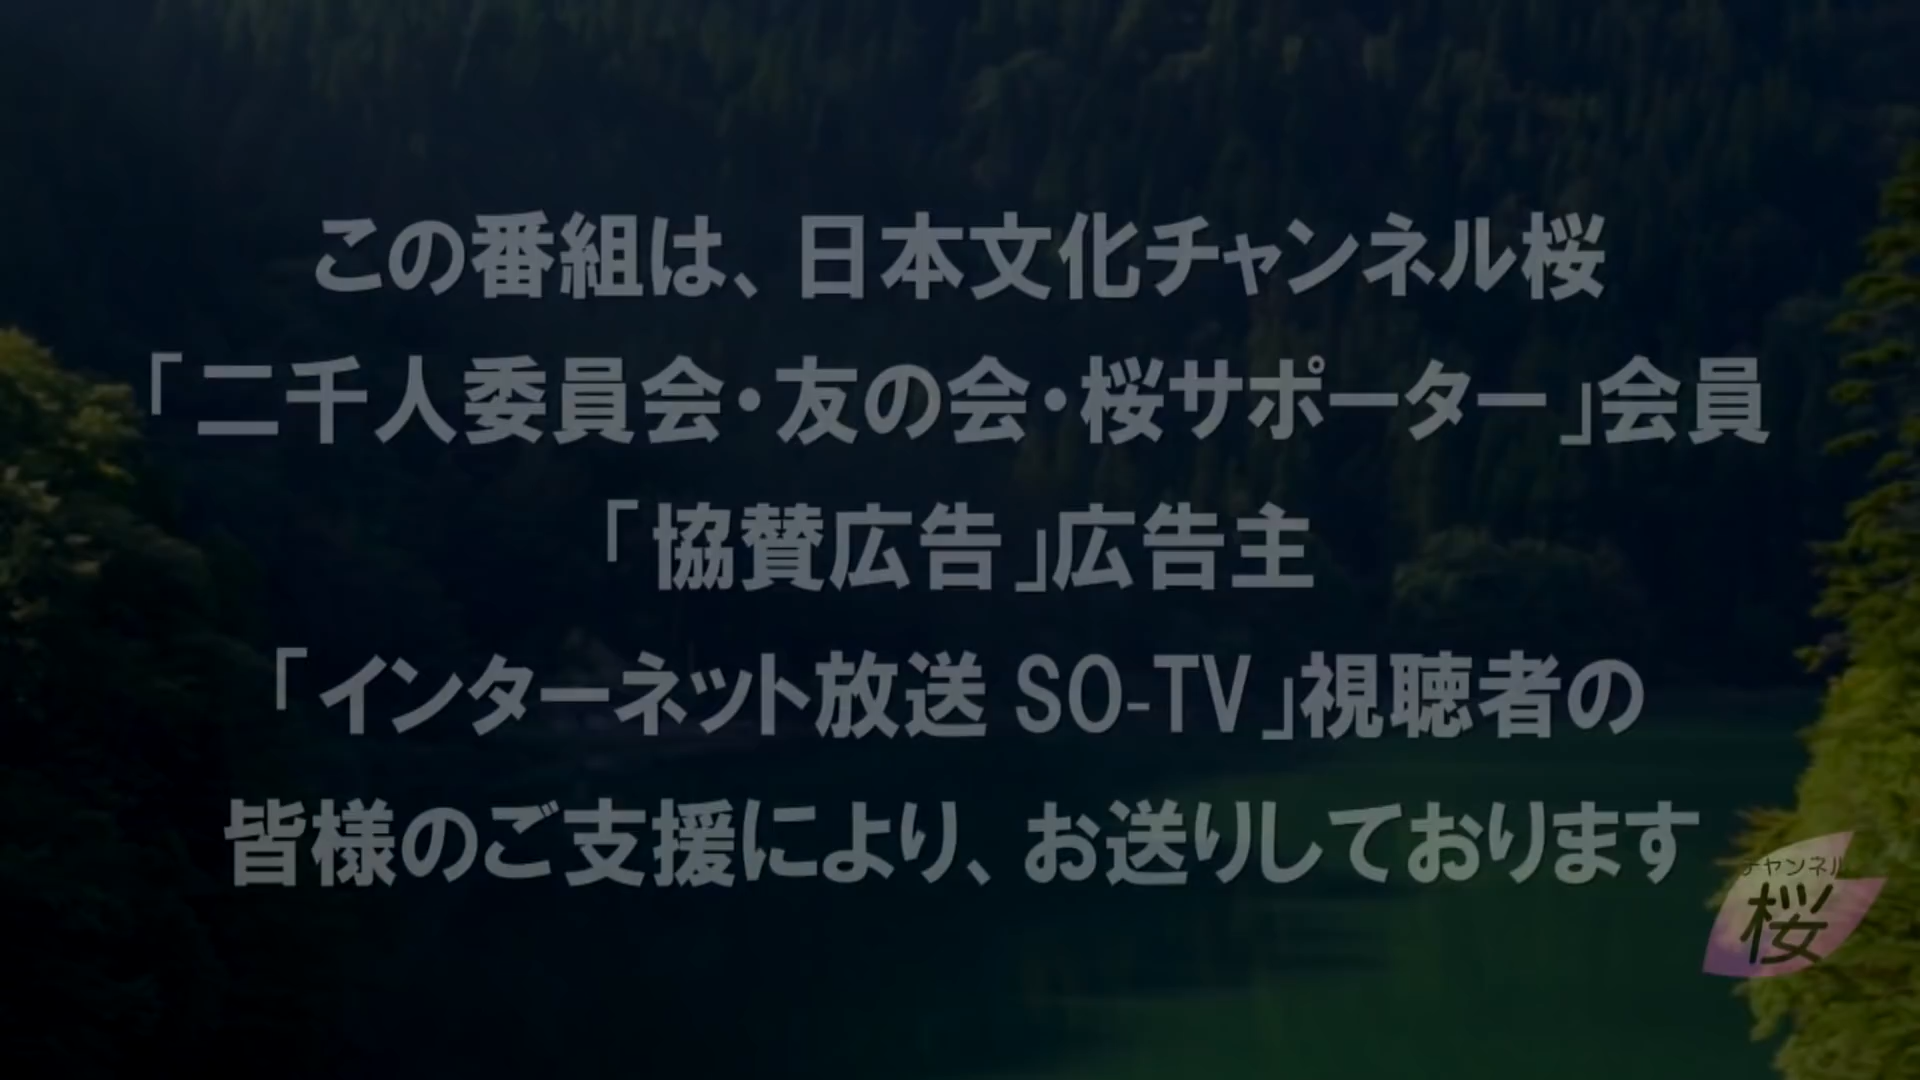 この番組は、日本文化チャンネル桜
「二千人委員会・友の会・桜サポーター」会員
「協賛広告」広告主
「インターネット放送 SO-TV」視聴者の
皆様のご支援により、お送りしております
チャンネル
桜